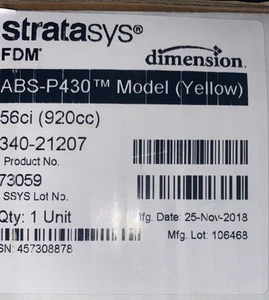 stratasys®
FDM® dimension®
ABS-P430™ Model (Yellow)
56ci (920cc)
340-21207
Product No.
73059
SSYS Lot No.
Qty: 1 Unit Mfg. Date: 25-Nov-2018
SN: 457308878 Mfg. Lot: 106468